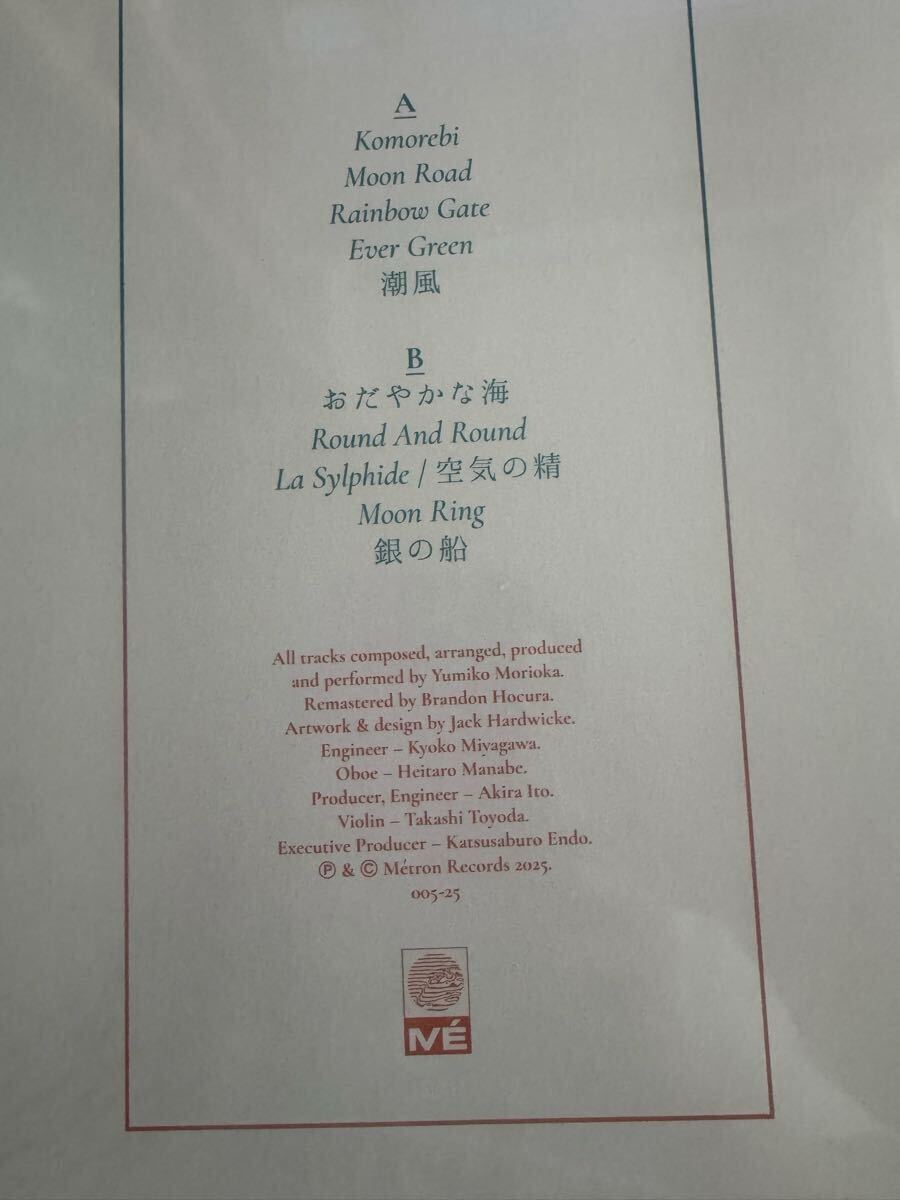 A
Komorebi
Moon Road
Rainbow Gate
Ever Green
潮風
B
おだやかな海
Round And Round
La Sylphide / 空気の精
Moon Ring
銀の船
All tracks composed, arranged, produced
and performed by Yumiko Morioka.
Remastered by Brandon Hocura.
Artwork & design by Jack Hardwicke.
Engineer – Kyoko Miyagawa.
Oboe – Heitaro Manabe.
Producer, Engineer – Akira Ito.
Violin – Takashi Toyoda.
Executive Producer – Katsusaburo Endo.
℗ & © Métron Records 2025.
005-25
MÉ